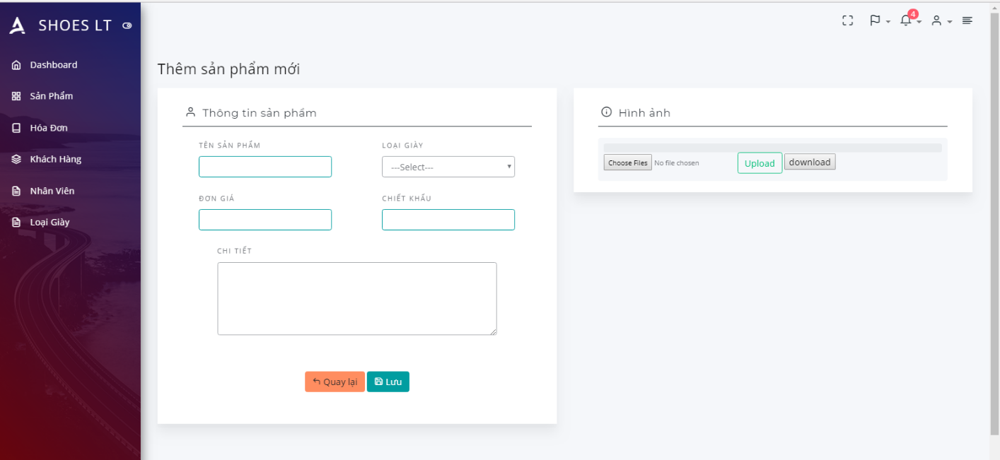 SHOES LT
4
Dashboard
Sản Phẩm
Hóa Đơn
Khách Hàng
Nhân Viên
Loại Giày
Thêm sản phẩm mới
Thông tin sản phẩm
TÊN SẢN PHẨM
LOẠI GIÀY
---Select---
ĐƠN GIÁ
CHIẾT KHẤU
CHI TIẾT
Quay lại
Lưu
Hình ảnh
Choose Files No file chosen
Upload
download